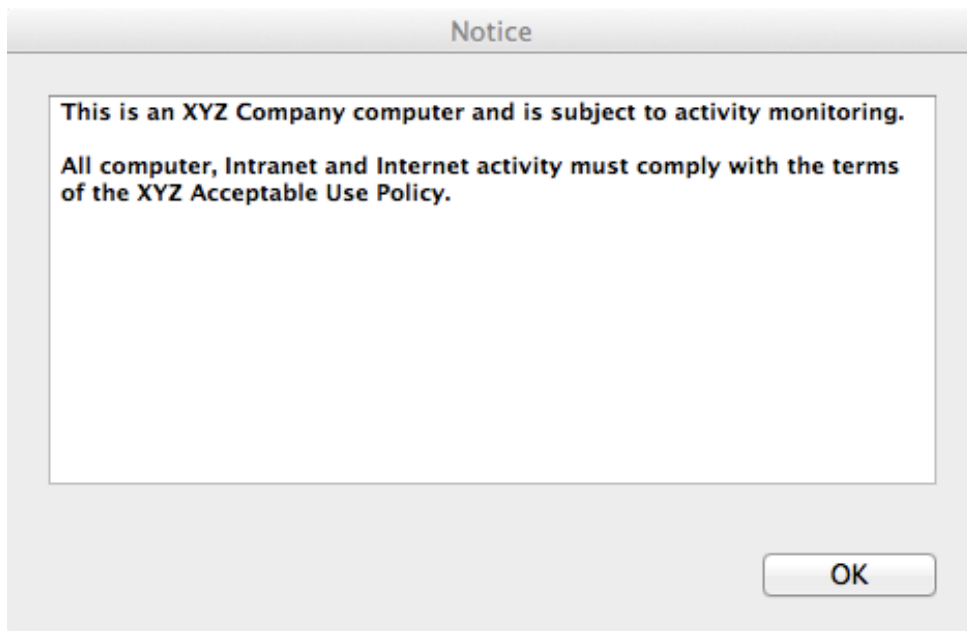 Notice
This is an XYZ Company computer and is subject to activity monitoring.
All computer, Intranet and Internet activity must comply with the terms
of the XYZ Acceptable Use Policy.
OK